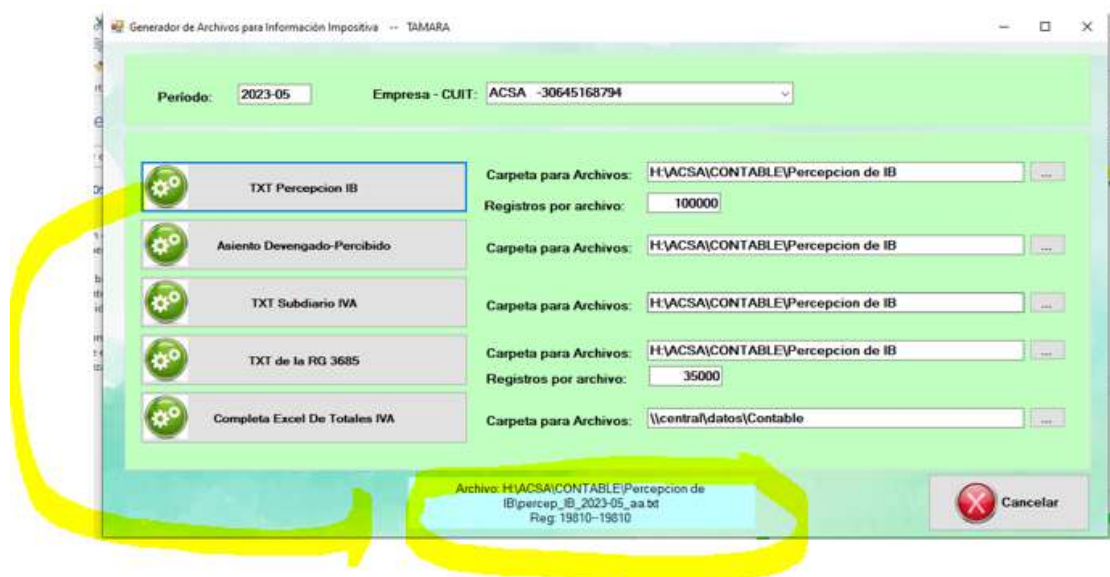 Generador de Archivos para Información Impositiva -- TAMARA
Período: 2023-05 Empresa - CUIT: ACSA -30645168794
TXT Percepcion IB Carpeta para Archivos: H:\ACSA\CONTABLE\Percepcion de IB ...
Registros por archivo: 100000
Asiento Devengado-Percibido Carpeta para Archivos: H:\ACSA\CONTABLE\Percepcion de IB ...
TXT Subdiario IVA Carpeta para Archivos: H:\ACSA\CONTABLE\Percepcion de IB ...
TXT de la RG 3685 Carpeta para Archivos: H:\ACSA\CONTABLE\Percepcion de IB ...
Registros por archivo: 35000
Completa Excel De Totales IVA Carpeta para Archivos: \\central\datos\Contable ...
Archivo: H:\ACSA\CONTABLE\Percepcion de
IB\percep_IB_2023-05_aa.txt
Reg: 19810--19810
Cancelar